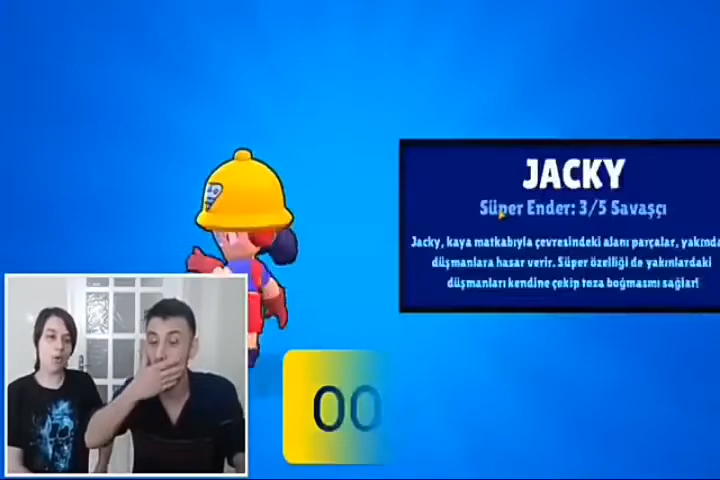 JACKY
Süper Ender: 3/5 Savaşçı
Jacky, kaya matkabıyla çevresindeki alanı parçalar,
düşmanlara hasar verir. Süper özelliği de yakınlardaki
düşmanları kendine çekip toza boğmasını sağlar!
00